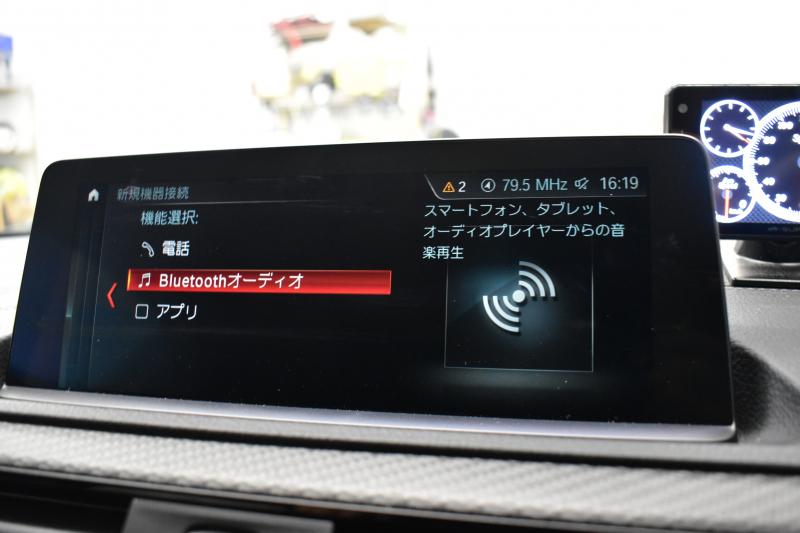 新規機器接続
2 79.5 MHz 16:19
機能選択:
電話
Bluetoothオーディオ
アプリ
スマートフォン、タブレット、
オーディオプレイヤーからの音
楽再生